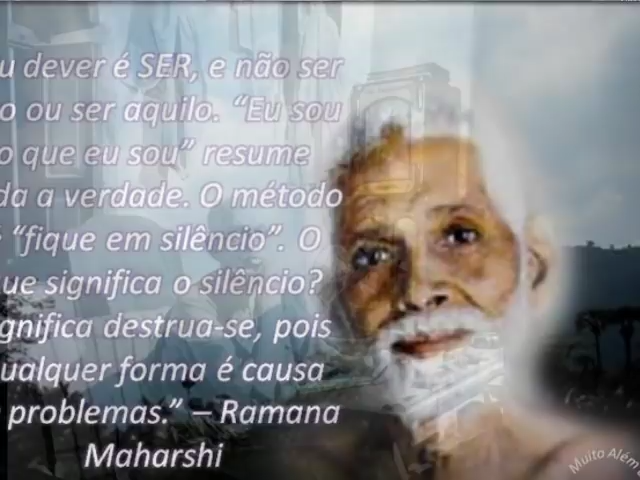 u dever é SER, e não ser
o ou ser aquilo. “Eu sou
o que eu sou” resume
da a verdade. O método
é “fique em silêncio”. O
ue significa o silêncio?
gnifica destrua-se, pois
ualquer forma é causa
problemas.” – Ramana
Maharshi
Muito Além